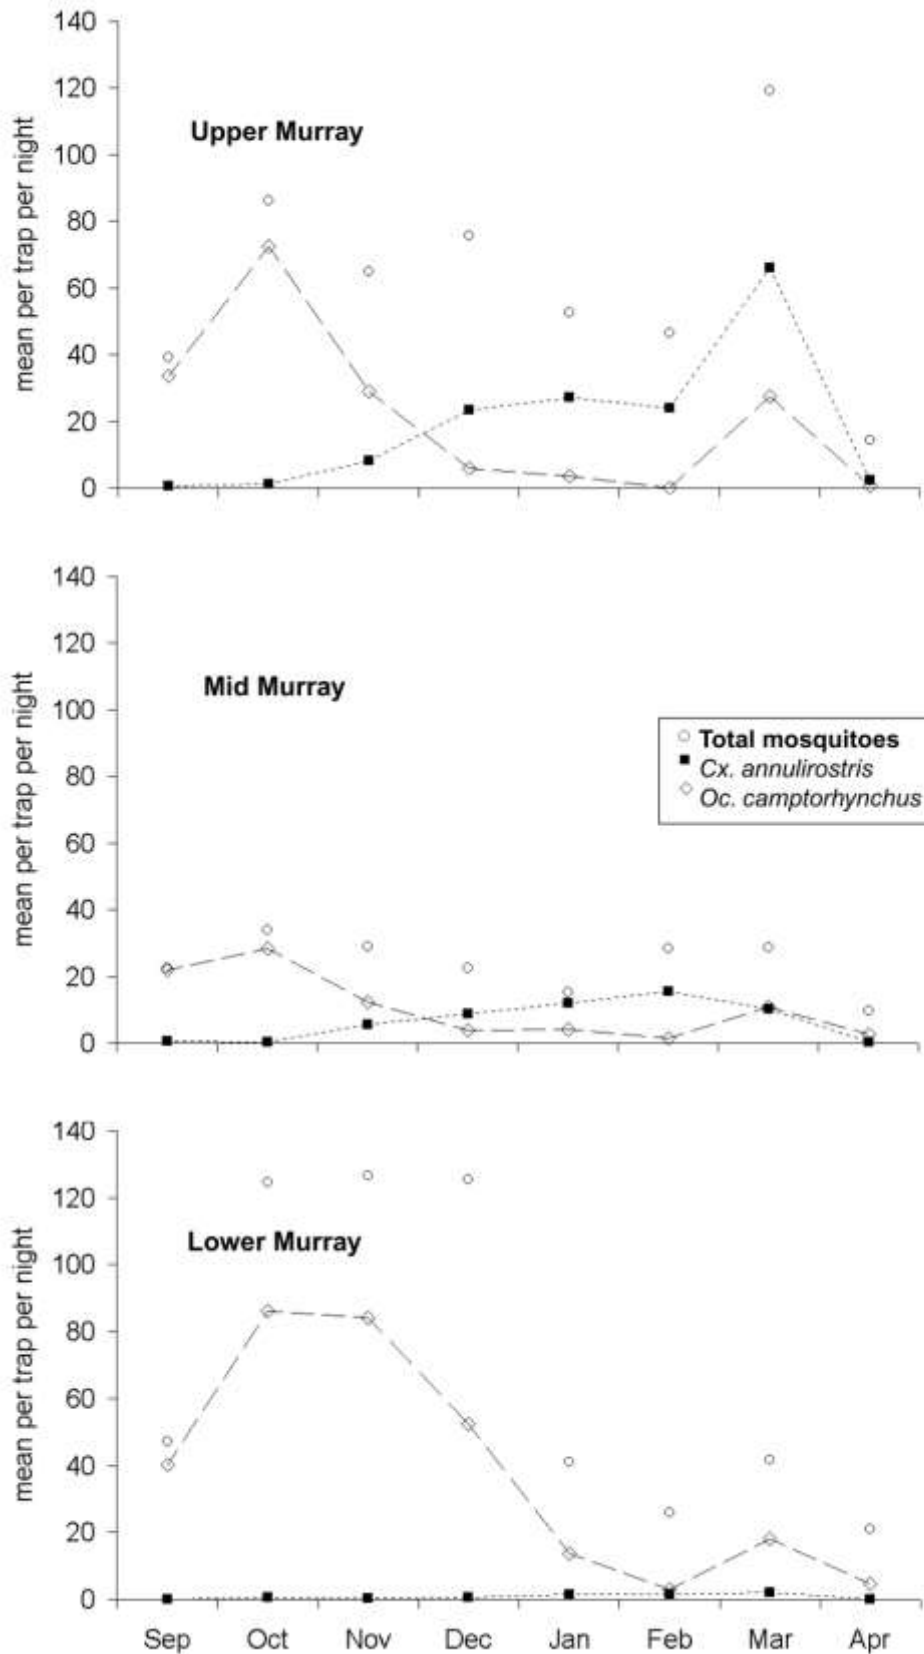 140
120
100
80
60
40
20
0
mean per trap per night
Upper Murray
140
120
100
80
60
40
20
0
mean per trap per night
Mid Murray
Total mosquitoes
Cx. annulirostris
Oc. camptorhynchus
140
120
100
80
60
40
20
0
mean per trap per night
Lower Murray
Sep Oct Nov Dec Jan Feb Mar Apr